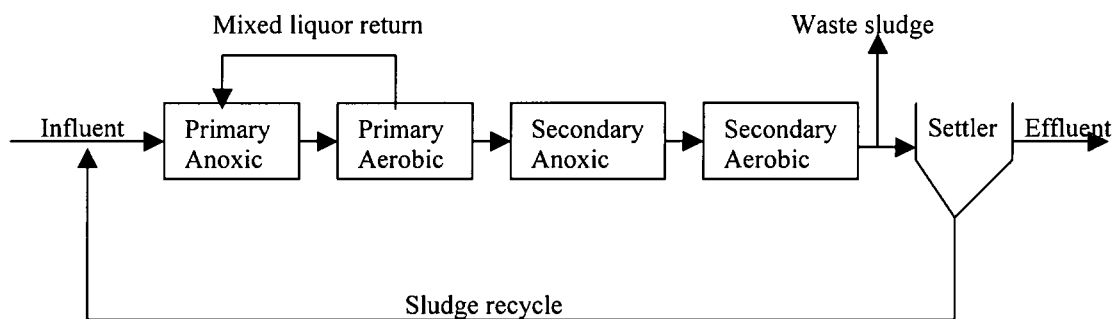 Mixed liquor return
Waste sludge
Influent
Primary
Anoxic
Primary
Aerobic
Secondary
Anoxic
Secondary
Aerobic
Settler
Effluent
Sludge recycle